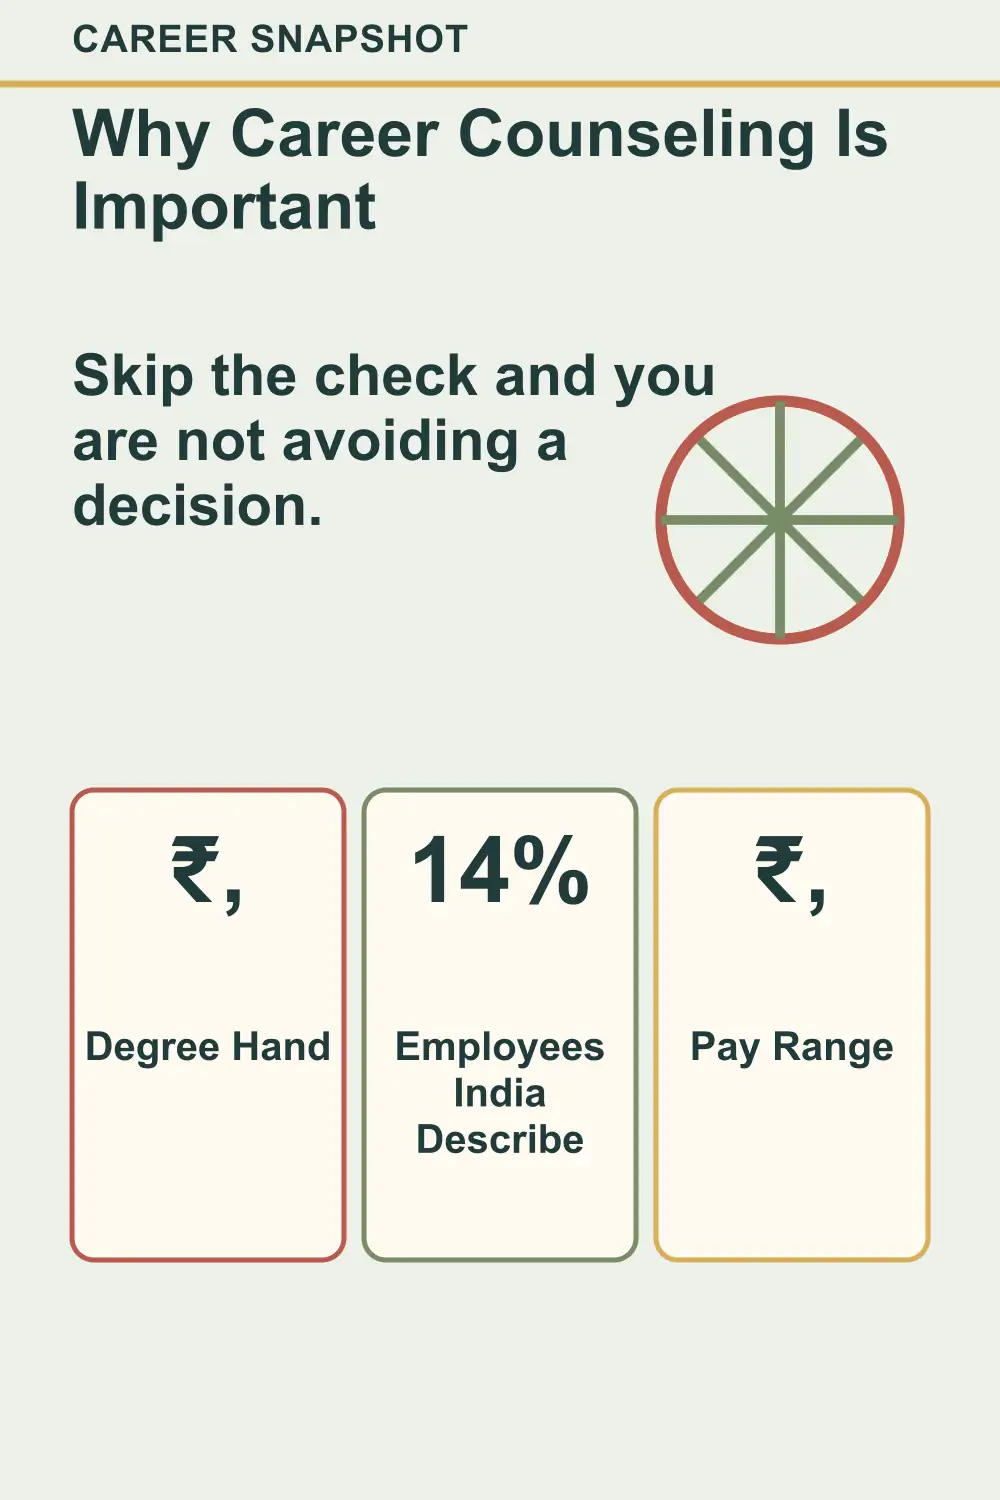 CAREER SNAPSHOT
Why Career Counseling Is
Important
Skip the check and you
are not avoiding a
decision.
₹,
Degree Hand
14%
Employees
India
Describe
₹,
Pay Range